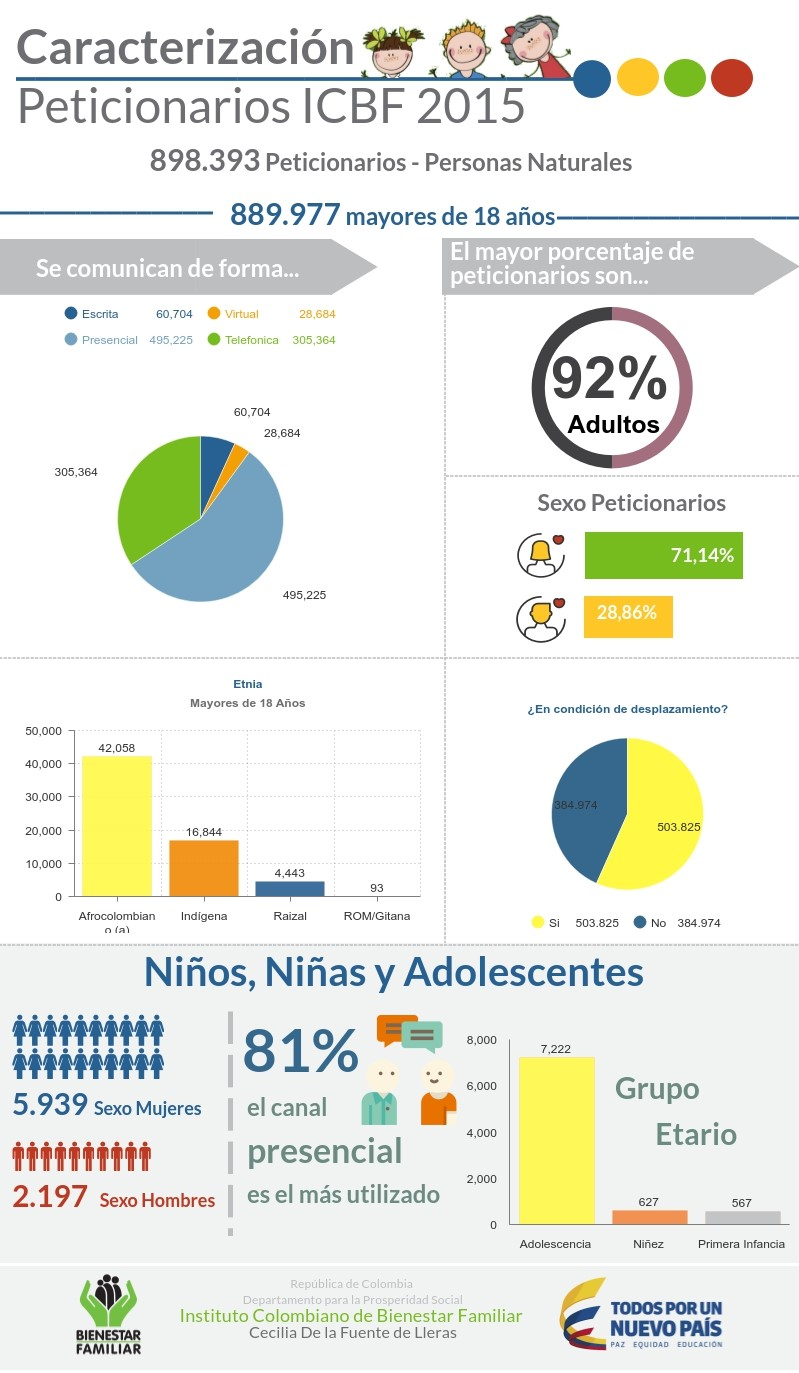 Caracterización
Peticionarios ICBF 2015
898.393 Peticionarios - Personas Naturales
889.977 mayores de 18 años
Se comunican de forma...
Escrita 60,704 Virtual 28,684
Presencial 495,225 Telefonica 305,364
60,704
28,684
305,364
495,225
El mayor porcentaje de
peticionarios son...
92%
Adultos
Sexo Peticionarios
71,14%
28,86%
Etnia
Mayores de 18 Años
50,000
40,000
30,000
20,000
10,000
0
42,058
16,844
4,443
93
Afrocolombian
o (a)
Indígena
Raizal
ROM/Gitana
¿En condición de desplazamiento?
384.974
503.825
Si 503.825 No 384.974
Niños, Niñas y Adolescentes
5.939 Sexo Mujeres
2.197 Sexo Hombres
81%
el canal
presencial
es el más utilizado
8,000
6,000
4,000
2,000
0
7,222
627
567
Grupo
Etario
Adolescencia
Niñez
Primera Infancia
BIENESTAR
FAMILIAR
República de Colombia
Departamento para la Prosperidad Social
Instituto Colombiano de Bienestar Familiar
Cecilia De la Fuente de Lleras
TODOS POR UN
NUEVO PAÍS
PAZ EQUIDAD EDUCACIÓN